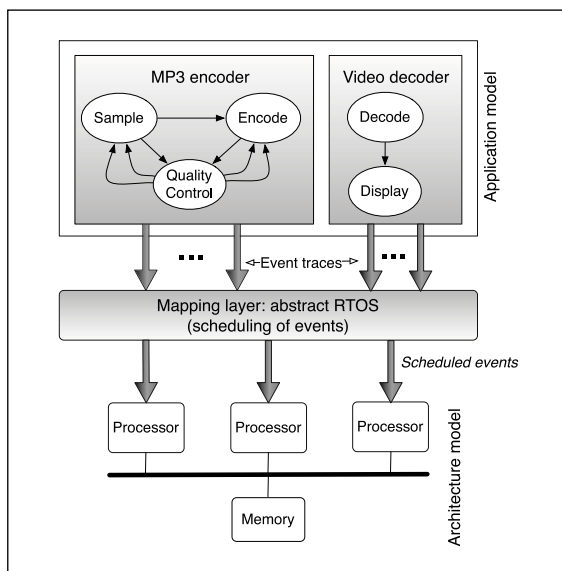 MP3 encoder
Video decoder
Sample
Encode
Quality
Control
Decode
Display
Application model
Event traces
Mapping layer: abstract RTOS
(scheduling of events)
Scheduled events
Processor
Processor
Processor
Memory
Architecture model